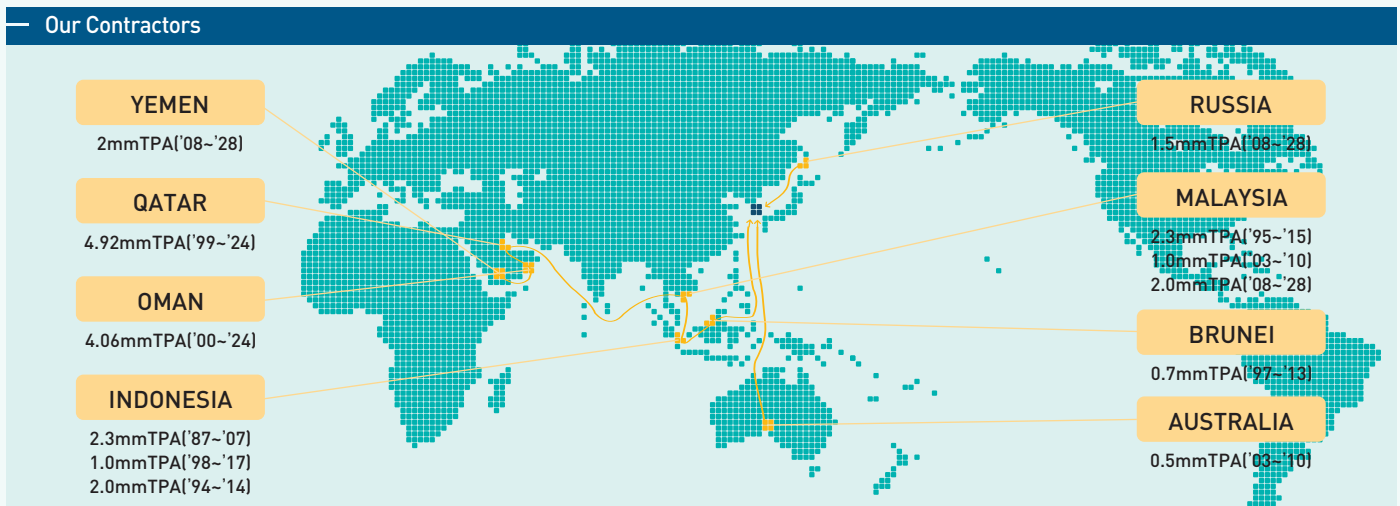 Our Contractors
YEMEN
2mmTPA('08~'28)
QATAR
4.92mmTPA('99~'24)
OMAN
4.06mmTPA('00~'24)
INDONESIA
2.3mmTPA('87~'07)
1.0mmTPA('98~'17)
2.0mmTPA('94~'14)
RUSSIA
1.5mmTPA('08~'28)
MALAYSIA
2.3mmTPA('95~'15)
1.0mmTPA('03~'10)
2.0mmTPA('08~'28)
BRUNEI
0.7mmTPA('97~'13)
AUSTRALIA
0.5mmTPA('03~'10)